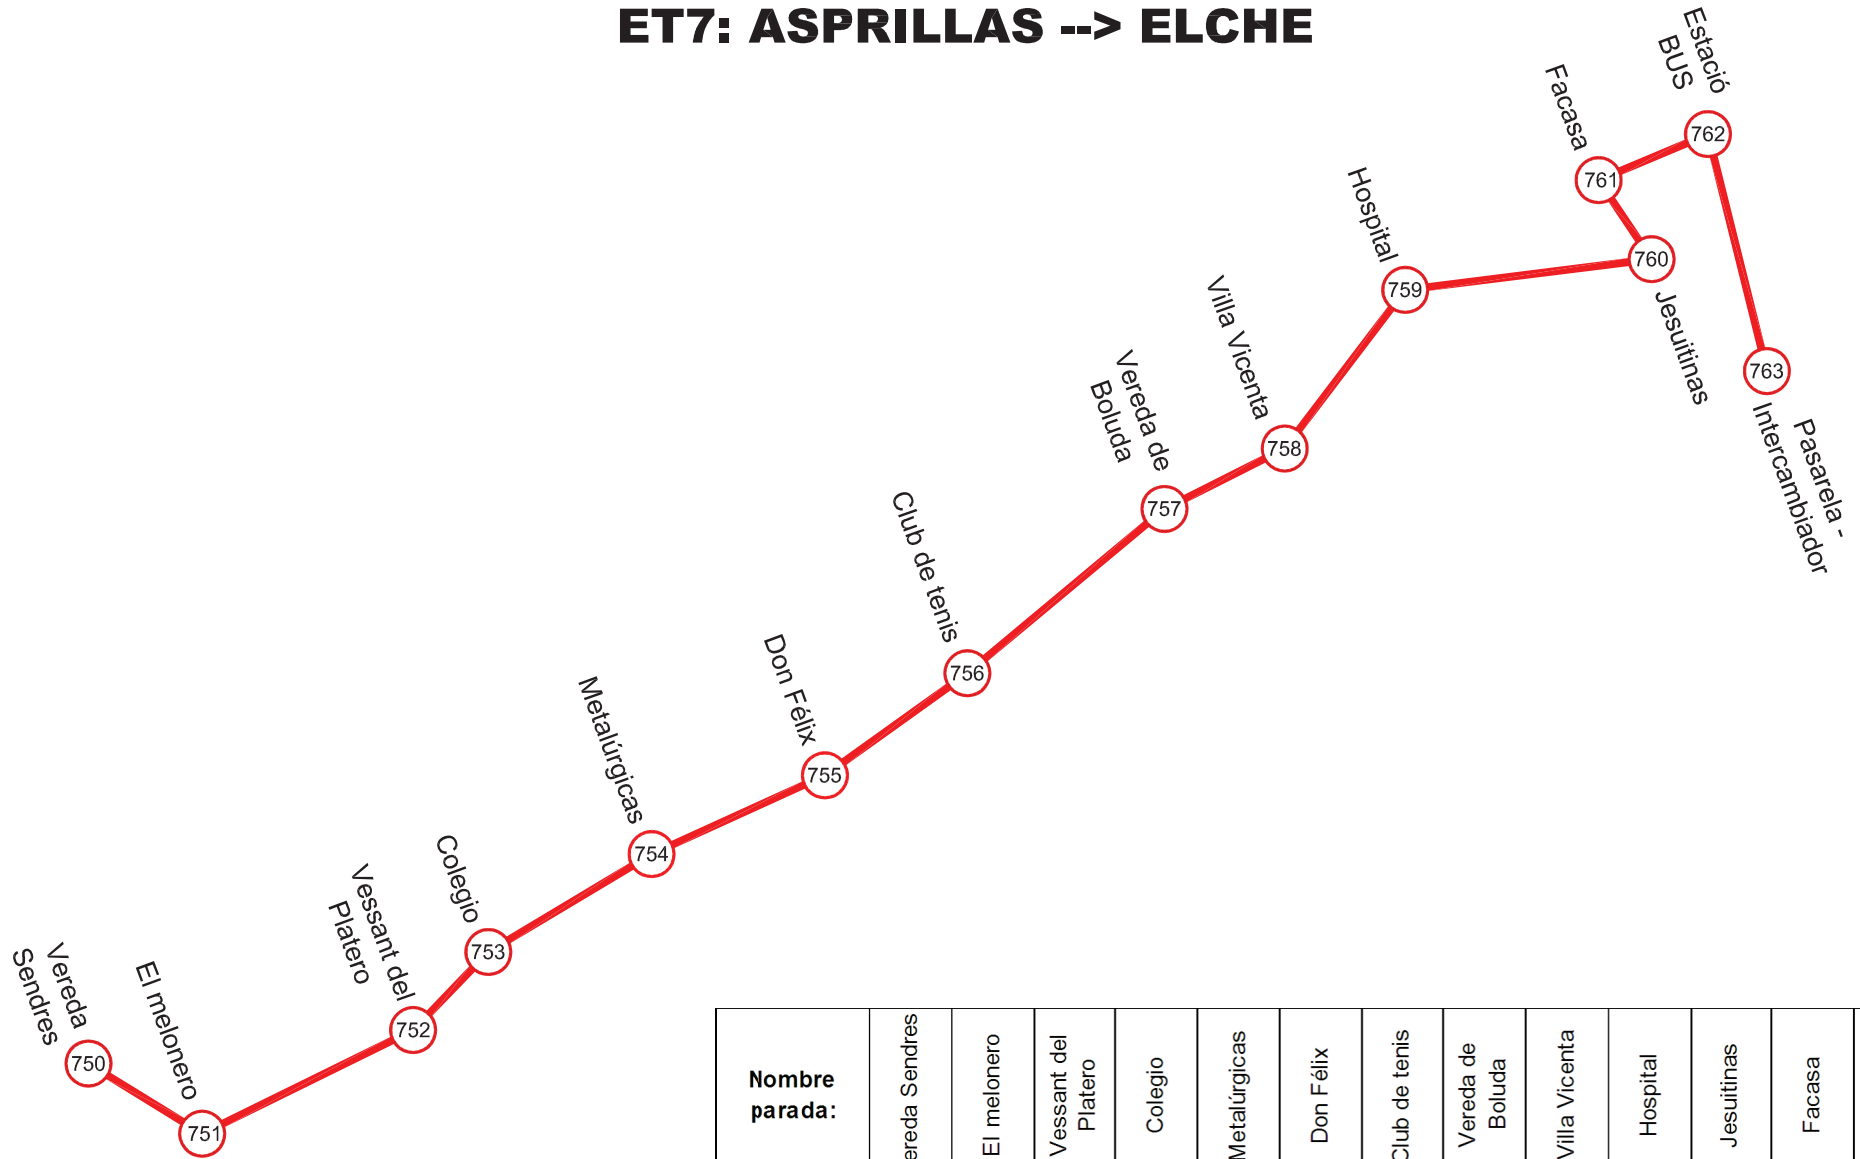 ET7: ASPRILLAS --> ELCHE
Estació
BUS
762
Facasa
761
Hospital
759
760
Jesuitinas
763
Pasarela -
Intercambiador
Villa Vicenta
758
Vereda de
Boluda
757
Club de tenis
756
Don Félix
755
Metalúrgicas
754
Colegio
753
Vessant del
Platero
752
Vereda
Sendres
750
El melonero
751
Nombre
parada:
ereda Sendres
El melonero
Vessant del
Platero
Colegio
Metalúrgicas
Don Félix
Club de tenis
Vereda de
Boluda
Villa Vicenta
Hospital
Jesuitinas
Facasa